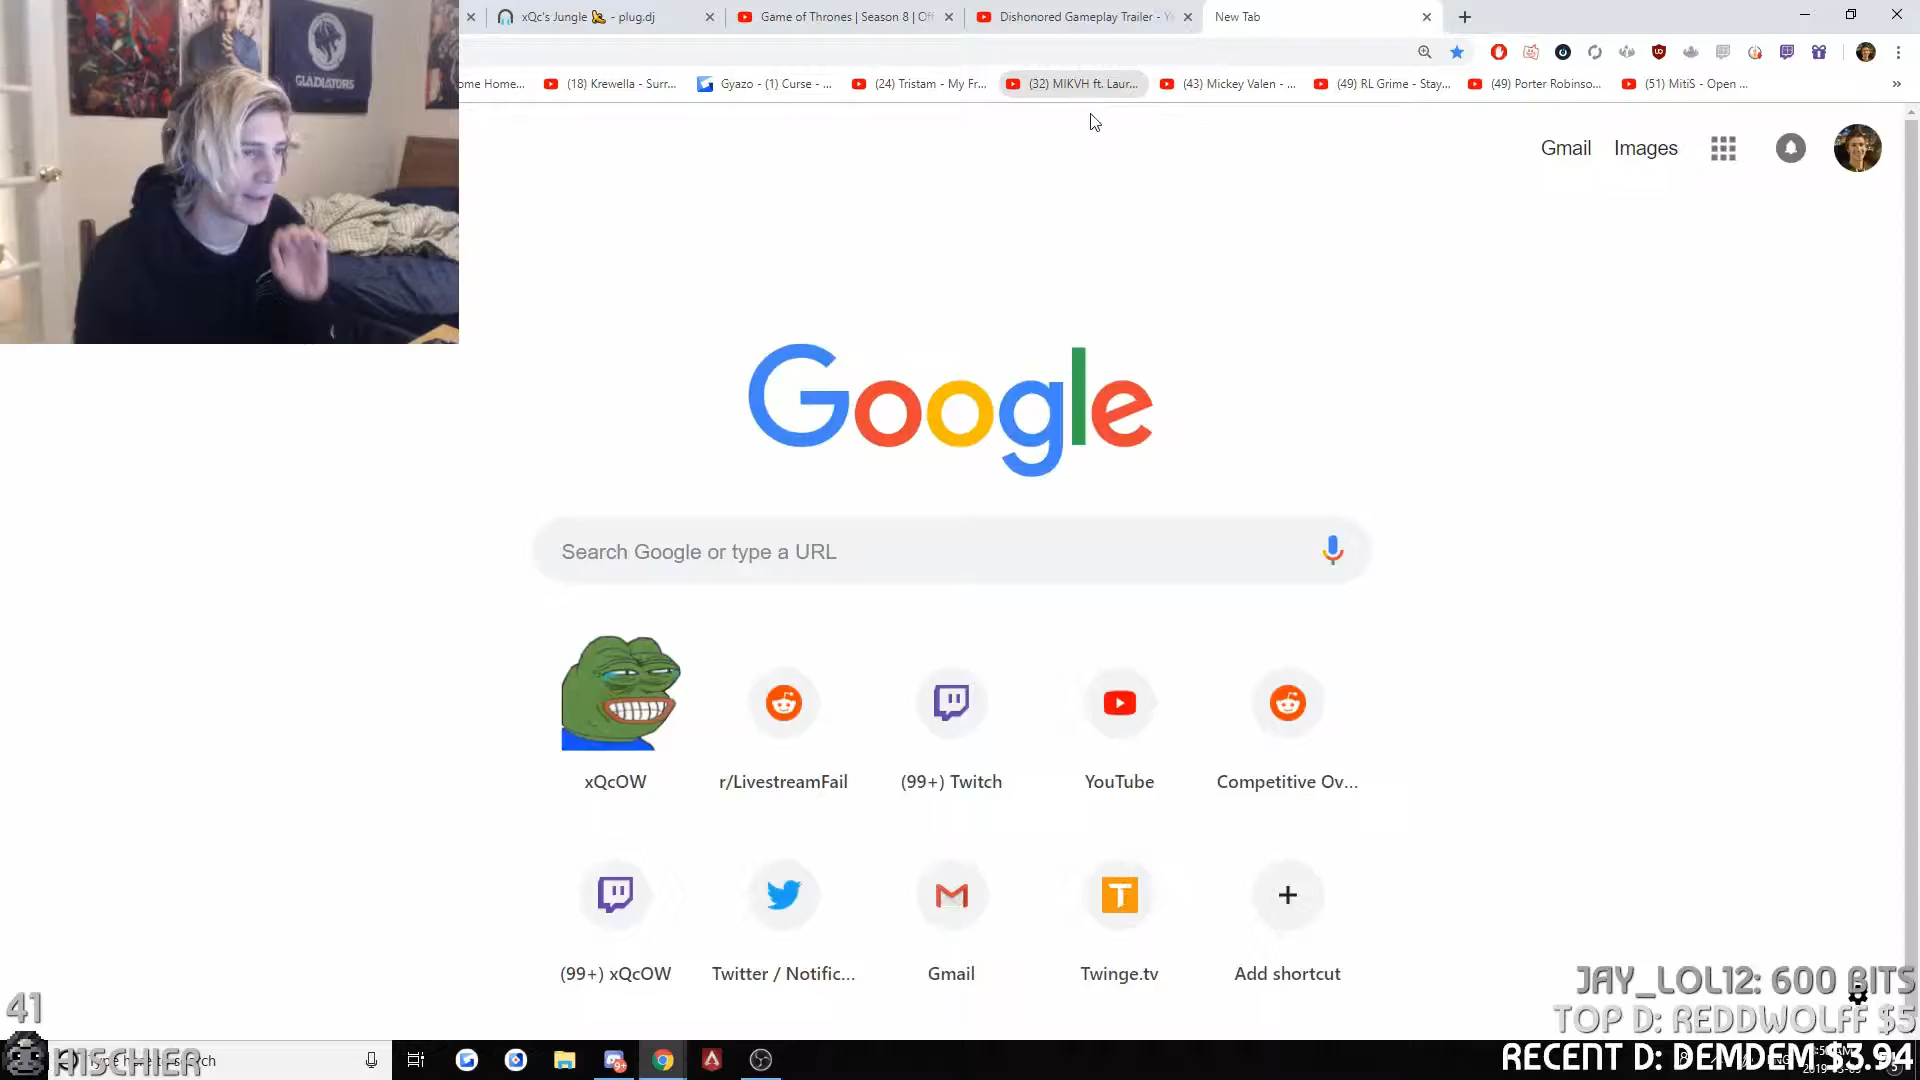 xQc's Jungle - plug.dj
Game of Thrones | Season 8 | Off
Dishonored Gameplay Trailer - Y
New Tab
ome Home...
(18) Krewella - Surr...
Gyazo - (1) Curse - ...
(24) Tristam - My Fr...
(32) MIKVH ft. Laur...
(43) Mickey Valen - ...
(49) RL Grime - Stay...
(49) Porter Robinso...
(51) MitiS - Open ...
»
GLADIATORS
Gmail
Images
Google
Search Google or type a URL
xQcOW
r/LivestreamFail
(99+) Twitch
YouTube
Competitive Ov...
(99+) xQcOW
Twitter / Notific...
Gmail
Twinge.tv
Add shortcut
JAY_LOL12: 600 BITS
TOP D: REDDWOLFF $5
RECENT D: DEMDEM $3.94
41
H1SCHIER